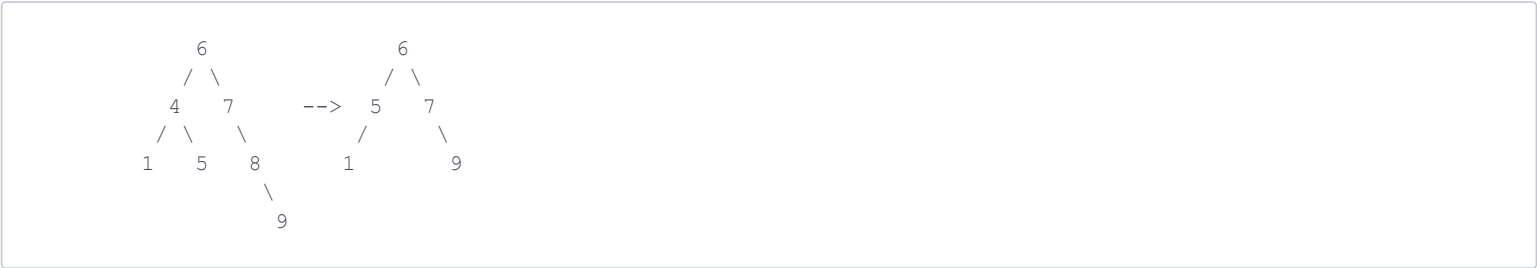 6                6
       / \              / \
      4   7     -->   5   7
     / \   \         /     \
    1   5   8       1       9
             \
              9